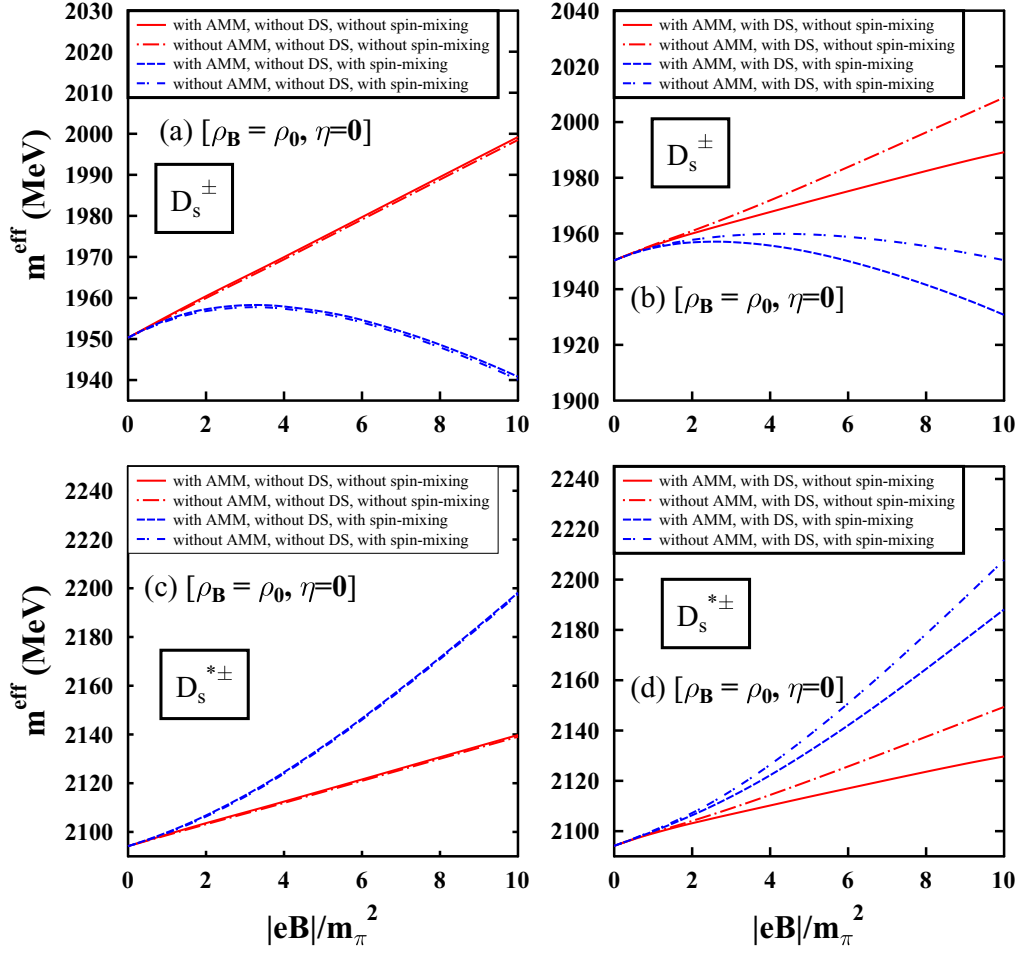 with AMM, without DS, without spin-mixing
without AMM, without DS, without spin-mixing
with AMM, without DS, with spin-mixing
without AMM, without DS, with spin-mixing
(a) [ρB = ρ0, η=0]
Ds±
2030
2020
2010
2000
1990
1980
1970
1960
1950
1940
m^eff (MeV)
0 2 4 6 8 10
with AMM, with DS, without spin-mixing
without AMM, with DS, without spin-mixing
with AMM, with DS, with spin-mixing
without AMM, with DS, with spin-mixing
Ds±
(b) [ρB = ρ0, η=0]
2040
2020
2000
1980
1960
1940
1920
1900
0 2 4 6 8 10
with AMM, without DS, without spin-mixing
without AMM, without DS, without spin-mixing
with AMM, without DS, with spin-mixing
without AMM, without DS, with spin-mixing
(c) [ρB = ρ0, η=0]
Ds*±
2240
2220
2200
2180
2160
2140
2120
2100
m^eff (MeV)
0 2 4 6 8 10
|eB|/mπ²
with AMM, with DS, without spin-mixing
without AMM, with DS, without spin-mixing
with AMM, with DS, with spin-mixing
without AMM, with DS, with spin-mixing
Ds*±
(d) [ρB = ρ0, η=0]
2240
2220
2200
2180
2160
2140
2120
2100
0 2 4 6 8 10
|eB|/mπ²